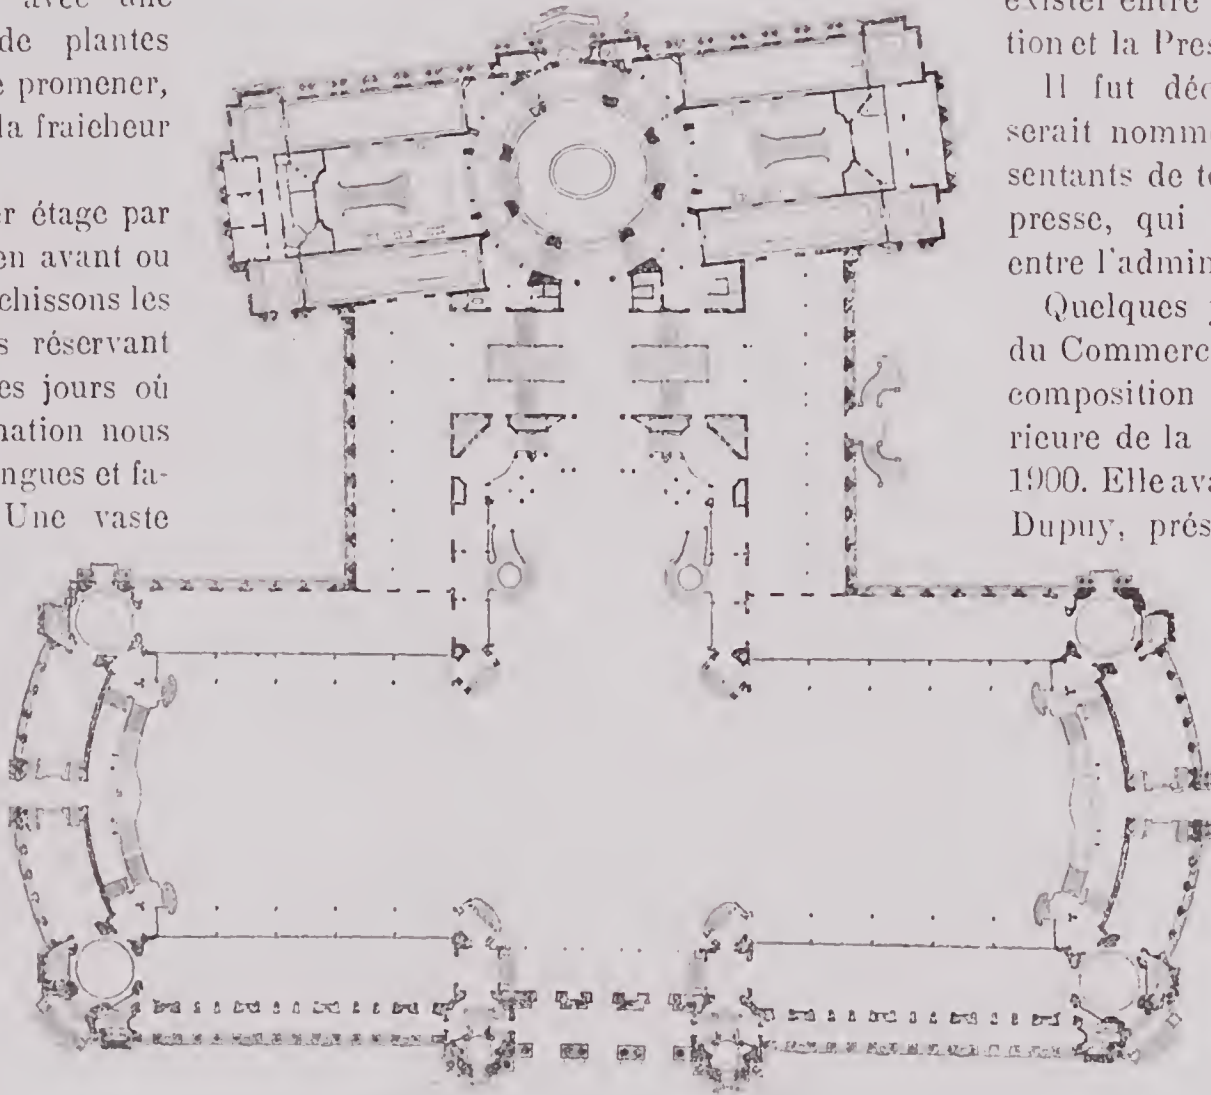 avec une
de plantes
promener,
la fraicheur
er étage par
en avant ou
chissons les
s réservant
es jours où
nation nous
ngues et fa-
Une vaste
exister entre
tion et la Pres
Il fut déc
serait nomm
sentants de t
presse, qui
entre l'admin
Quelques j
du Commerc
composition
rieure de la
1900. Elle ava
Dupuy, prés